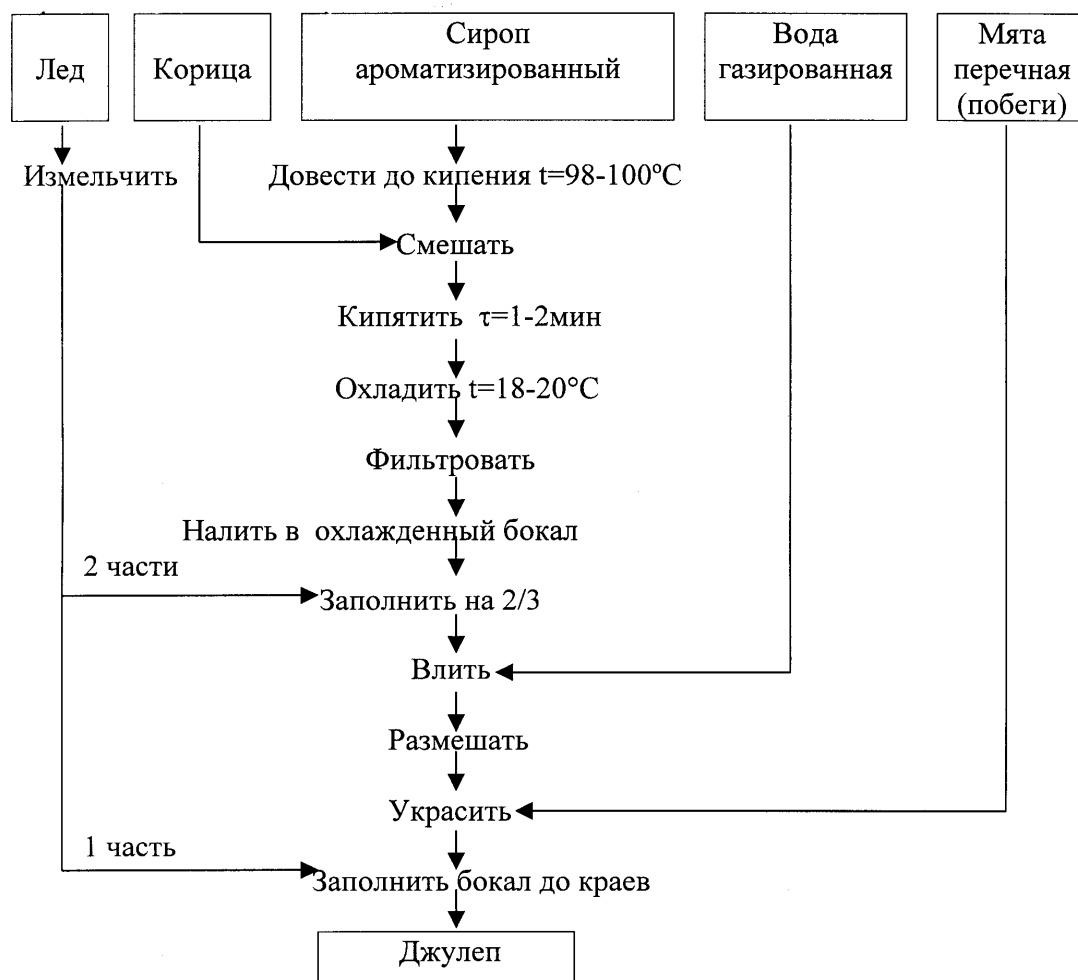 Лед
Корица
Сироп
ароматизированный
Вода
газированная
Мята
перечная
(побеги)
Измельчить
Довести до кипения t=98-100ºС
Смешать
Кипятить τ=1-2мин
Охладить t=18-20°С
Фильтровать
Налить в охлажденный бокал
2 части
Заполнить на 2/3
Влить
Размешать
Украсить
1 часть
Заполнить бокал до краев
Джулеп